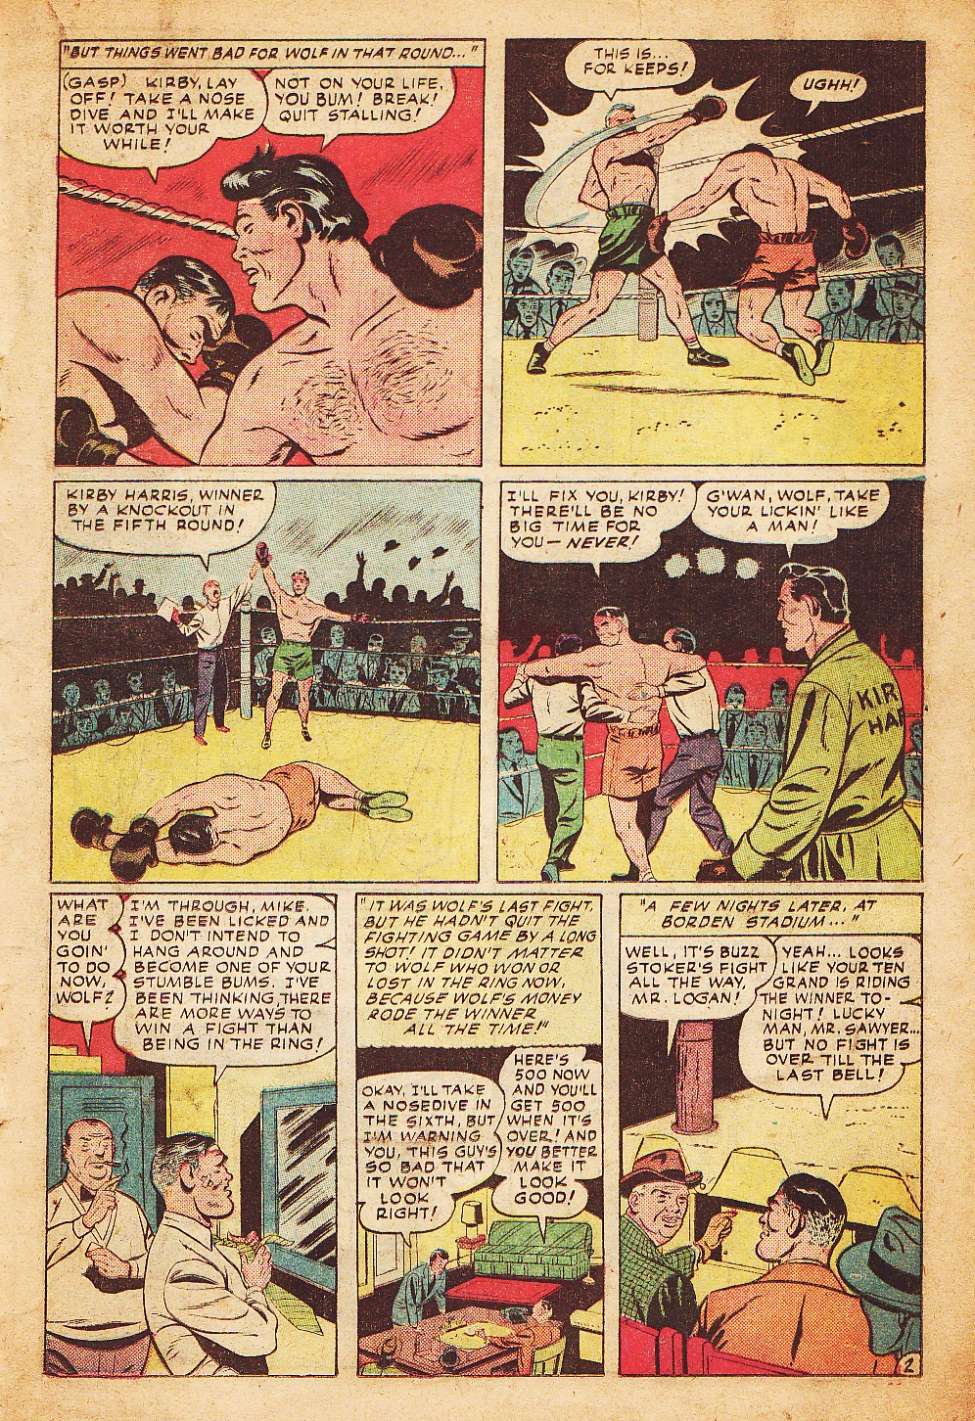 "BUT THINGS WENT BAD FOR WOLF IN THAT ROUND..."
(GASP) KIRBY, LAY
OFF! TAKE A NOSE
DIVE AND I'LL MAKE
IT WORTH YOUR
WHILE!
NOT ON YOUR LIFE,
YOU BUM! BREAK!
QUIT STALLING!
THIS IS...
FOR KEEPS!
UGHH!
KIRBY HARRIS, WINNER
BY A KNOCKOUT IN
THE FIFTH ROUND!
I'LL FIX YOU, KIRBY!
THERE'LL BE NO
BIG TIME FOR
YOU—NEVER!
G'WAN, WOLF, TAKE
YOUR LICKIN' LIKE
A MAN!
KIR
HAR
WHAT
ARE
YOU
GOIN'
TO DO
NOW,
WOLF?
I'M THROUGH, MIKE.
I'VE BEEN LICKED AND
I DON'T INTEND TO
HANG AROUND AND
BECOME ONE OF YOUR
STUMBLE BUMS. I'VE
BEEN THINKING, THERE
ARE MORE WAYS TO
WIN A FIGHT THAN
BEING IN THE RING!
"IT WAS WOLF'S LAST FIGHT,
BUT HE HADN'T QUIT THE
FIGHTING GAME BY A LONG
SHOT! IT DIDN'T MATTER
TO WOLF WHO WON OR
LOST IN THE RING NOW,
BECAUSE WOLF'S MONEY
RODE THE WINNER
ALL THE TIME!"
OKAY, I'LL TAKE
A NOSEDIVE IN
THE SIXTH, BUT
I'M WARNING
YOU, THIS GUY'S
SO BAD THAT
IT WON'T
LOOK
RIGHT!
HERE'S
500 NOW
AND YOU'LL
GET 500
WHEN IT'S
OVER! AND
YOU BETTER
MAKE IT
LOOK
GOOD!
"A FEW NIGHTS LATER, AT
BORDEN STADIUM..."
WELL, IT'S BUZZ
STOKER'S FIGHT
ALL THE WAY,
MR. LOGAN!
YEAH... LOOKS
LIKE YOUR TEN
GRAND IS RIDING
THE WINNER TO-
NIGHT! LUCKY
MAN, MR. SAWYER...
BUT NO FIGHT IS
OVER TILL THE
LAST BELL!
2